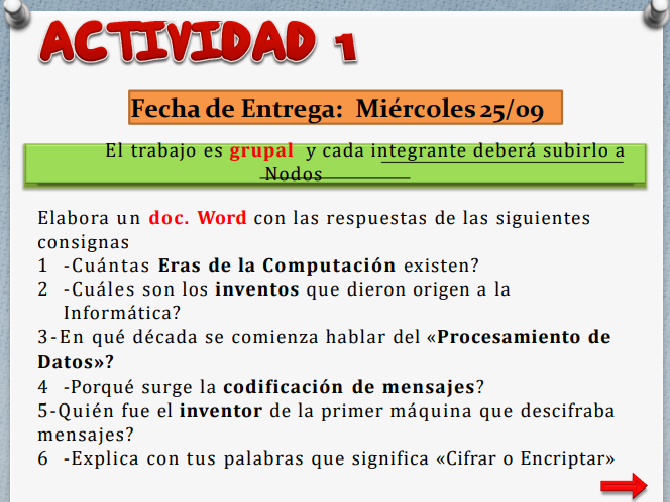 ACTIVIDAD 1
Fecha de Entrega: Miércoles 25/09
El trabajo es grupal y cada integrante deberá subirlo a
Nodos
Elabora un doc. Word con las respuestas de las siguientes
consignas
1 -Cuántas Eras de la Computación existen?
2 -Cuáles son los inventos que dieron origen a la
Informática?
3-En qué década se comienza hablar del «Procesamiento de
Datos»?
4 -Porqué surge la codificación de mensajes?
5-Quién fue el inventor de la primer máquina que descifraba
mensajes?
6 -Explica con tus palabras que significa «Cifrar o Encriptar»